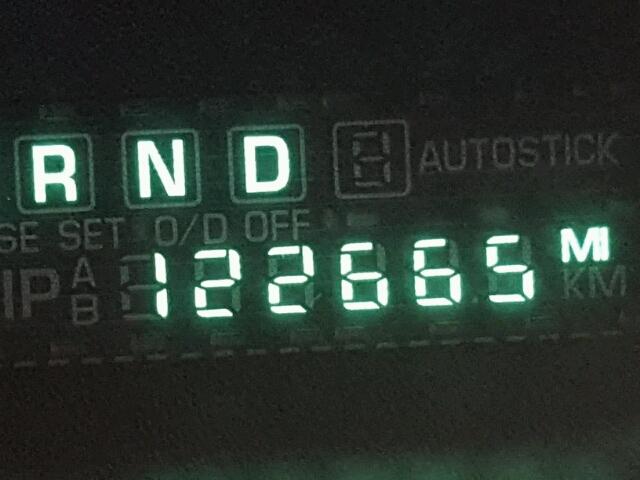 R N D AUTOSTICK
SE SET O/D OFF
IP A 122665 MI
B KM